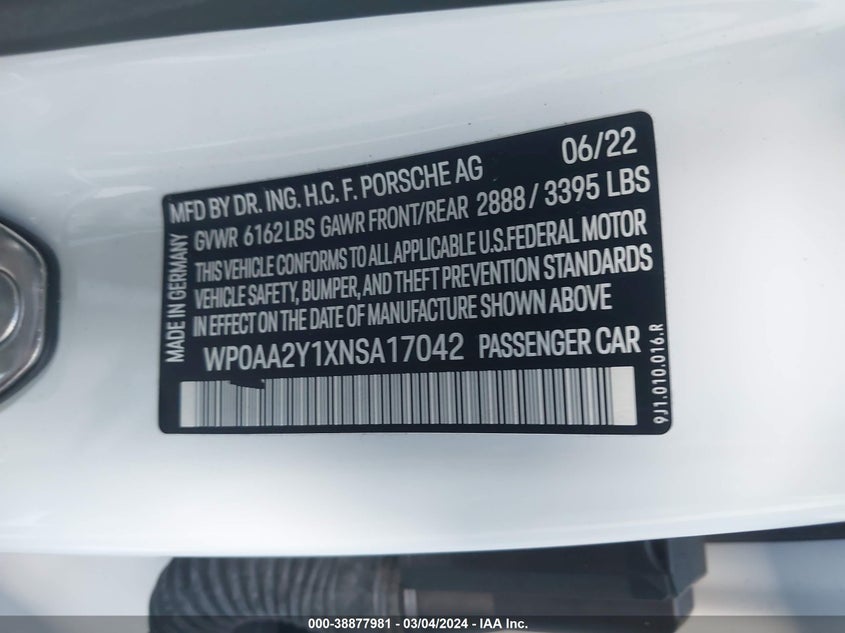 MFD BY DR. ING. H.C. F. PORSCHE AG 06/22
GVWR 6162 LBS GAWR FRONT/REAR 2888 / 3395 LBS
THIS VEHICLE CONFORMS TO ALL APPLICABLE U.S.FEDERAL MOTOR
VEHICLE SAFETY, BUMPER, AND THEFT PREVENTION STANDARDS
IN EFFECT ON THE DATE OF MANUFACTURE SHOWN ABOVE
WP0AA2Y1XNSA17042 PASSENGER CAR
MADE IN GERMANY
9J1.010.016.R
000-38877981 - 03/04/2024 - IAA Inc.